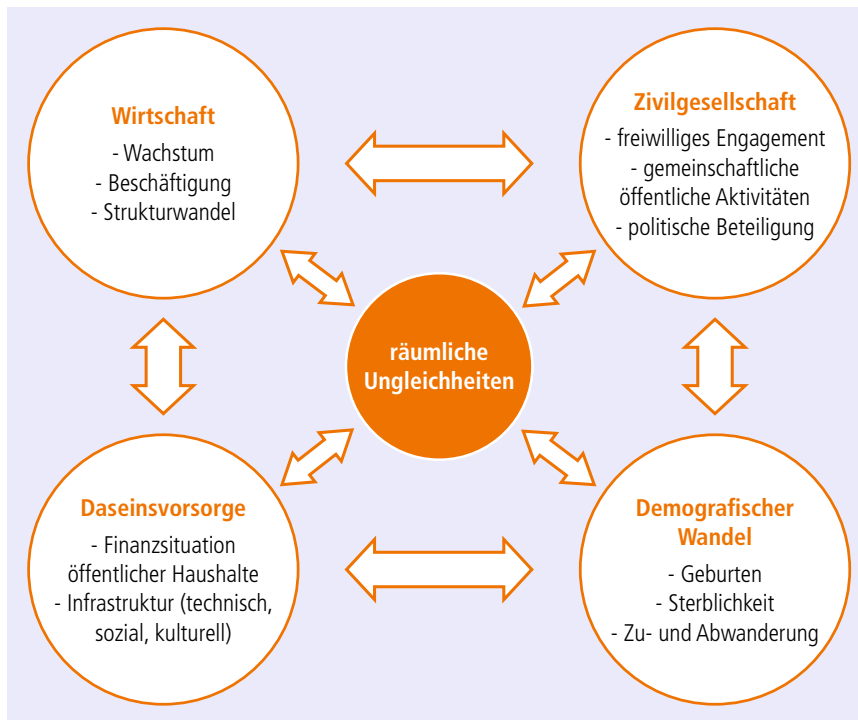 Wirtschaft
- Wachstum
- Beschäftigung
- Strukturwandel
Zivilgesellschaft
- freiwilliges Engagement
- gemeinschaftliche
öffentliche Aktivitäten
- politische Beteiligung
räumliche
Ungleichheiten
Daseinsvorsorge
- Finanzsituation
öffentlicher Haushalte
- Infrastruktur (technisch,
sozial, kulturell)
Demografischer
Wandel
- Geburten
- Sterblichkeit
- Zu- und Abwanderung